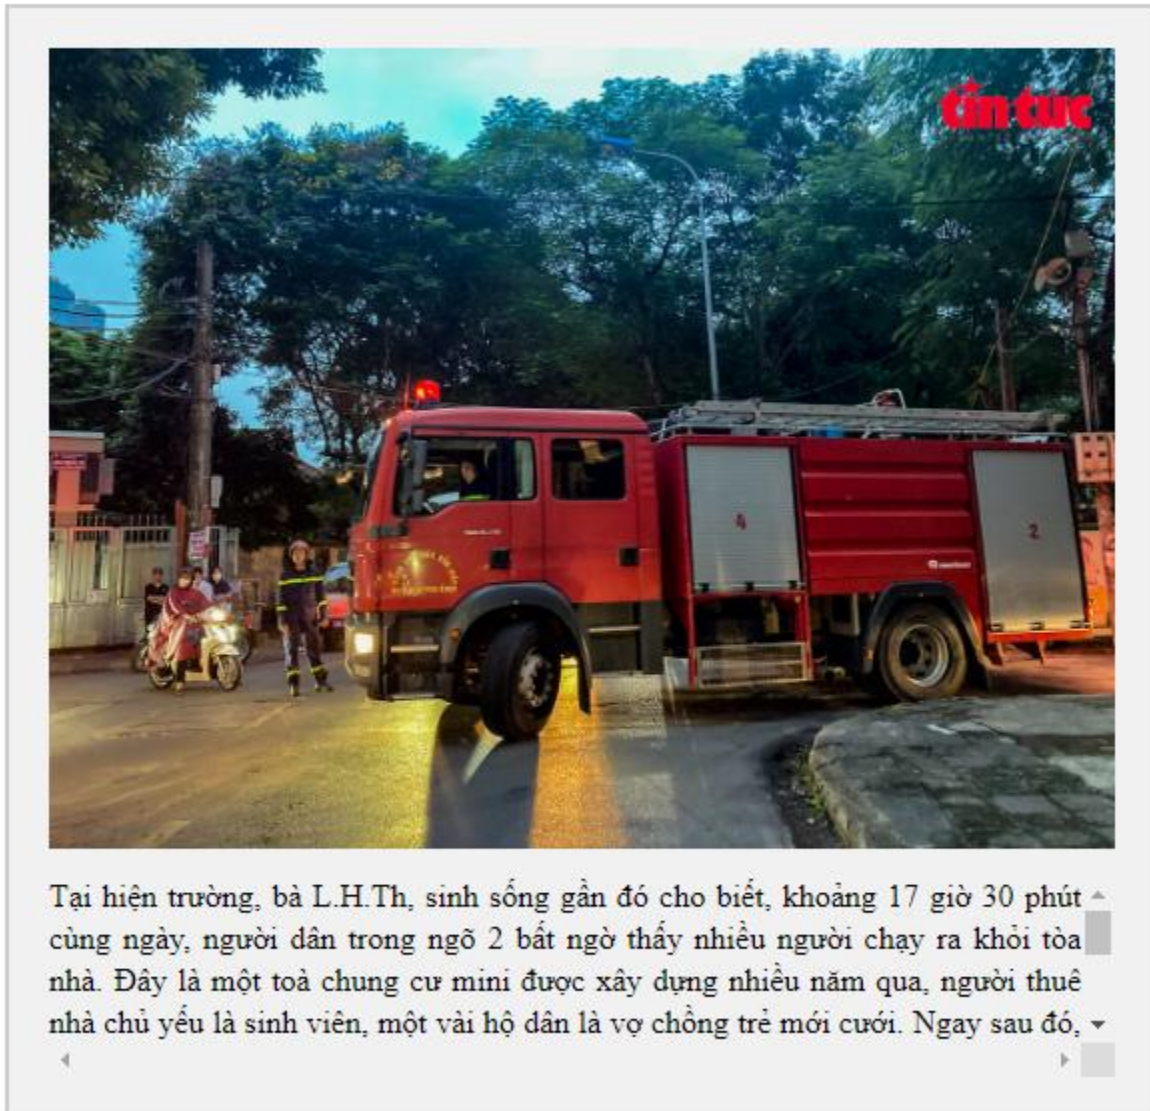 tin tức
4
2
Tại hiện trường, bà L.H.Th, sinh sống gần đó cho biết, khoảng 17 giờ 30 phút
cùng ngày, người dân trong ngõ 2 bất ngờ thấy nhiều người chạy ra khỏi tòa
nhà. Đây là một toà chung cư mini được xây dựng nhiều năm qua, người thuê
nhà chủ yếu là sinh viên, một vài hộ dân là vợ chồng trẻ mới cưới. Ngay sau đó,